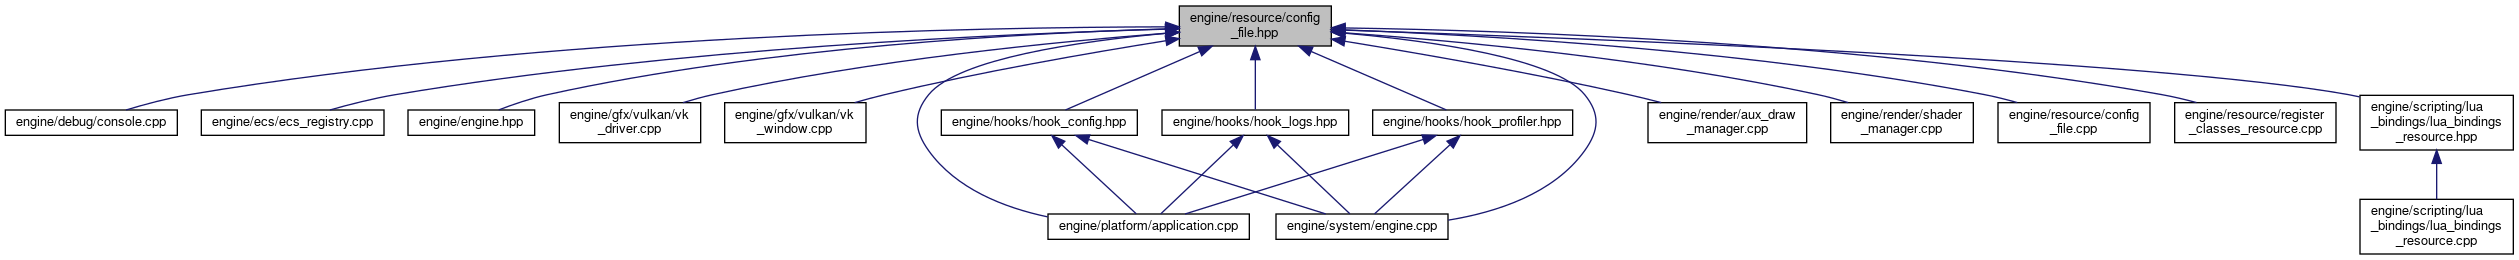 engine/resource/config
_file.hpp
engine/debug/console.cpp
engine/ecs/ecs_registry.cpp
engine/engine.hpp
engine/gfx/vulkan/vk
_driver.cpp
engine/gfx/vulkan/vk
_window.cpp
engine/hooks/hook_config.hpp
engine/hooks/hook_logs.hpp
engine/hooks/hook_profiler.hpp
engine/render/aux_draw
_manager.cpp
engine/render/shader
_manager.cpp
engine/resource/config
_file.cpp
engine/resource/register
_classes_resource.cpp
engine/scripting/lua
_bindings/lua_bindings
_resource.hpp
engine/platform/application.cpp
engine/system/engine.cpp
engine/scripting/lua
_bindings/lua_bindings
_resource.cpp